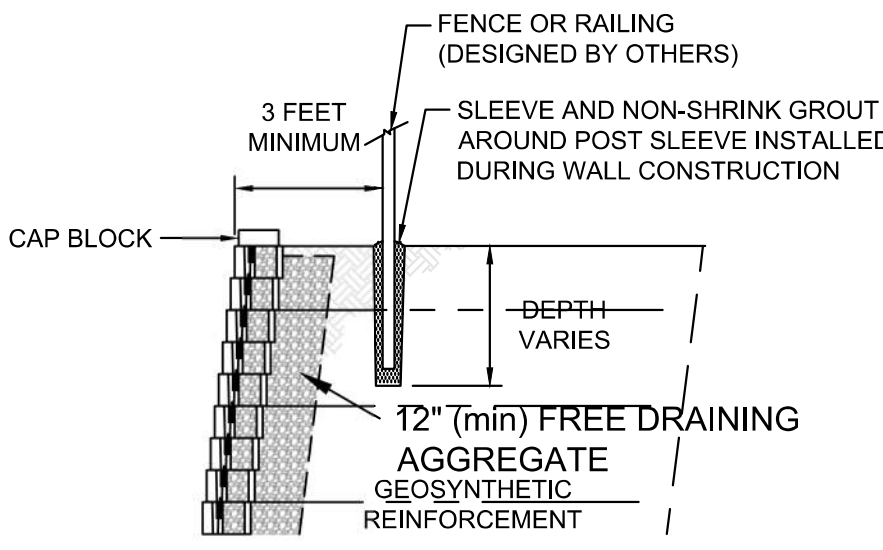 FENCE OR RAILING
(DESIGNED BY OTHERS)
3 FEET
MINIMUM
SLEEVE AND NON-SHRINK GROUT
AROUND POST SLEEVE INSTALLED
DURING WALL CONSTRUCTION
CAP BLOCK
DEPTH
VARIES
12" (min) FREE DRAINING
AGGREGATE
GEOSYNTHETIC
REINFORCEMENT